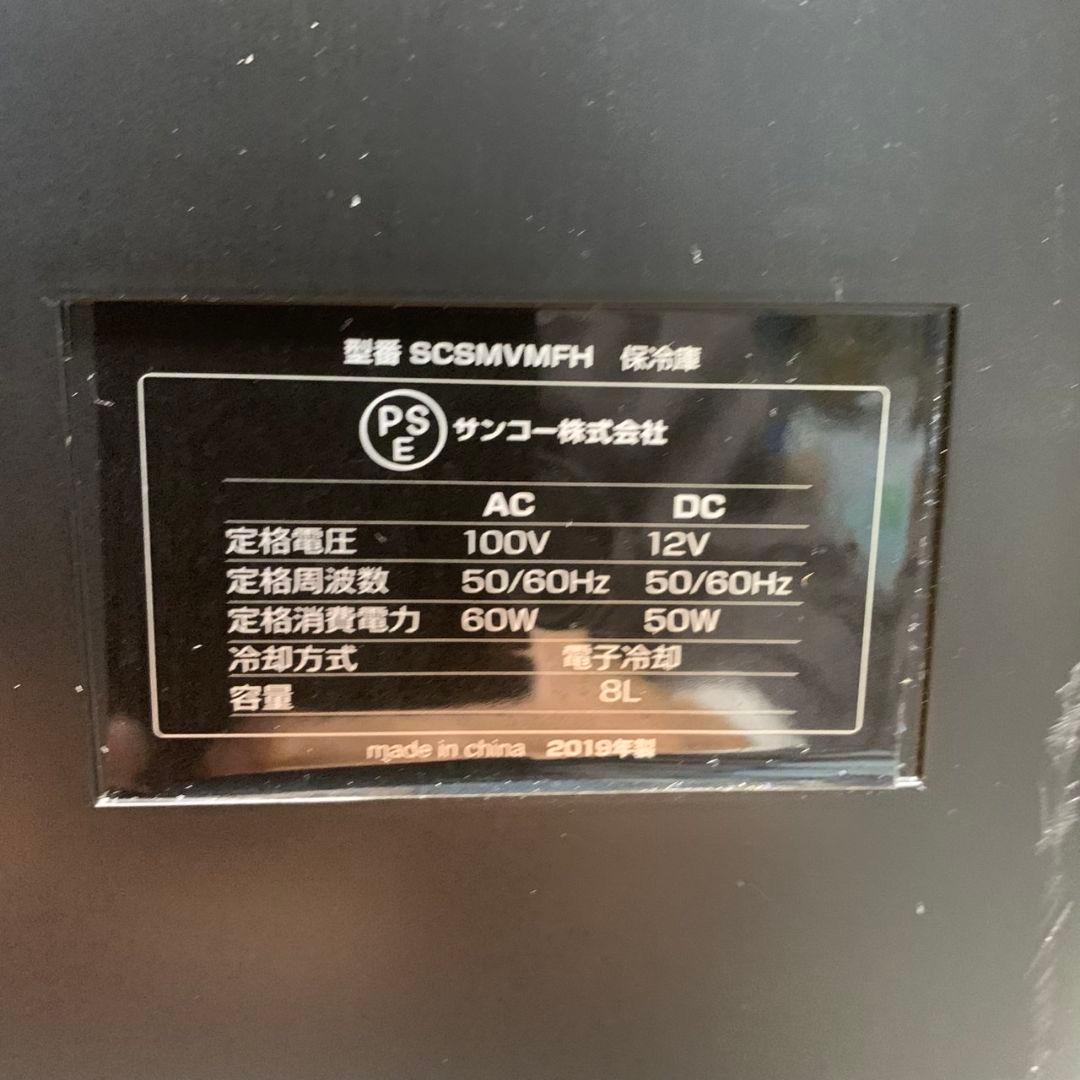 型番 SCSMVMFH 保冷庫
PSE サンコー株式会社
AC DC
定格電圧 100V 12V
定格周波数 50/60Hz 50/60Hz
定格消費電力 60W 50W
冷却方式 電子冷却
容量 8L
made in china 2019年製